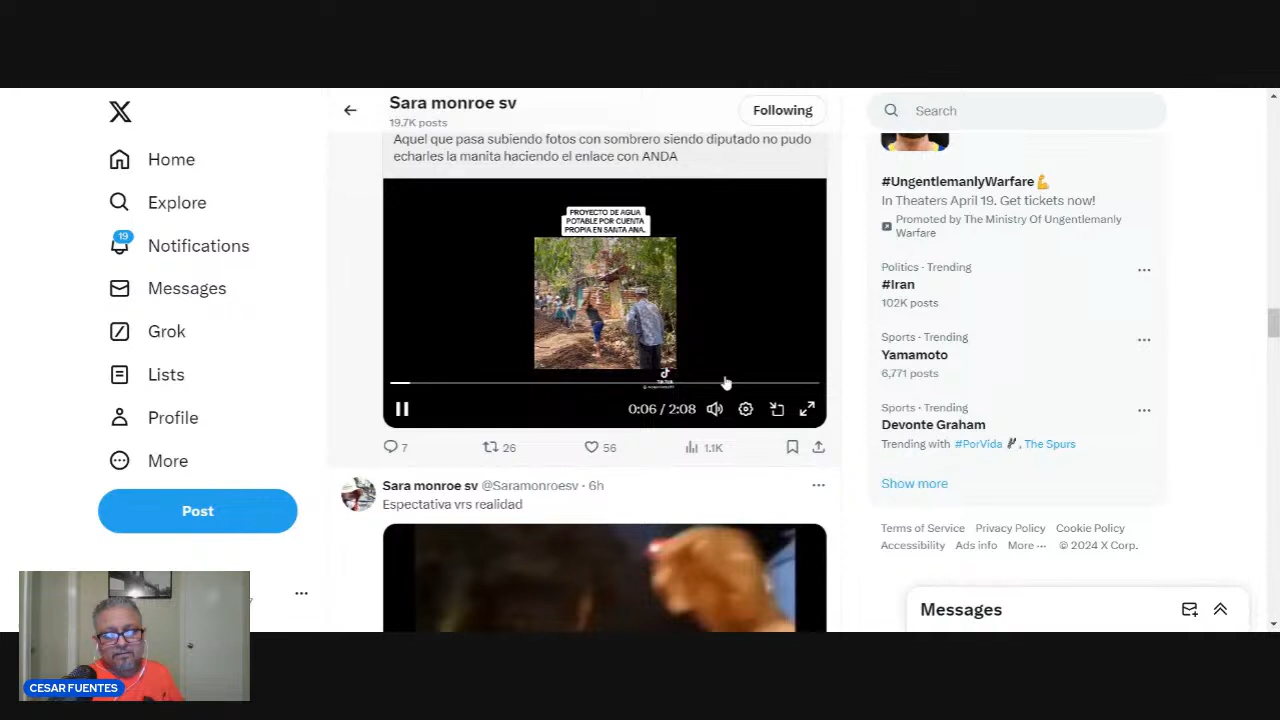 Home
Explore
19
Notifications
Messages
Grok
Lists
Profile
More
Post
CESAR FUENTES
Sara monroe sv
19.7K posts
Following
Aquel que pasa subiendo fotos con sombrero siendo diputado no pudo
echarles la manita haciendo el enlace con ANDA
PROYECTO DE AGUA
POTABLE POR CUENTA
PROPIA EN SANTA ANA.
0:06 / 2:08
7
26
56
1.1K
Sara monroe sv @Saramonroesv · 6h
Espectativa vrs realidad
Search
#UngentlemanlyWarfare
In Theaters April 19. Get tickets now!
Promoted by The Ministry Of Ungentlemanly
Warfare
Politics · Trending
#Iran
102K posts
Sports · Trending
Yamamoto
6,771 posts
Sports · Trending
Devonte Graham
Trending with #PorVida, The Spurs
Show more
Terms of Service Privacy Policy Cookie Policy
Accessibility Ads info More ··· © 2024 X Corp.
Messages